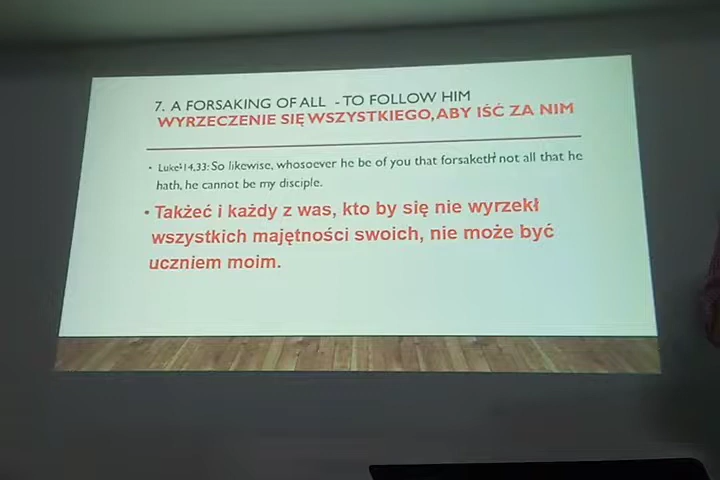 7. A FORSAKING OF ALL - TO FOLLOW HIM
WYRZECZENIE SIĘ WSZYSTKIEGO, ABY IŚĆ ZA NIM
• Luke 14,33: So likewise, whosoever he be of you that forsaketh not all that he
hath, he cannot be my disciple.
• Takżeć i każdy z was, kto by się nie wyrzekł
wszystkich majętności swoich, nie może być
uczniem moim.